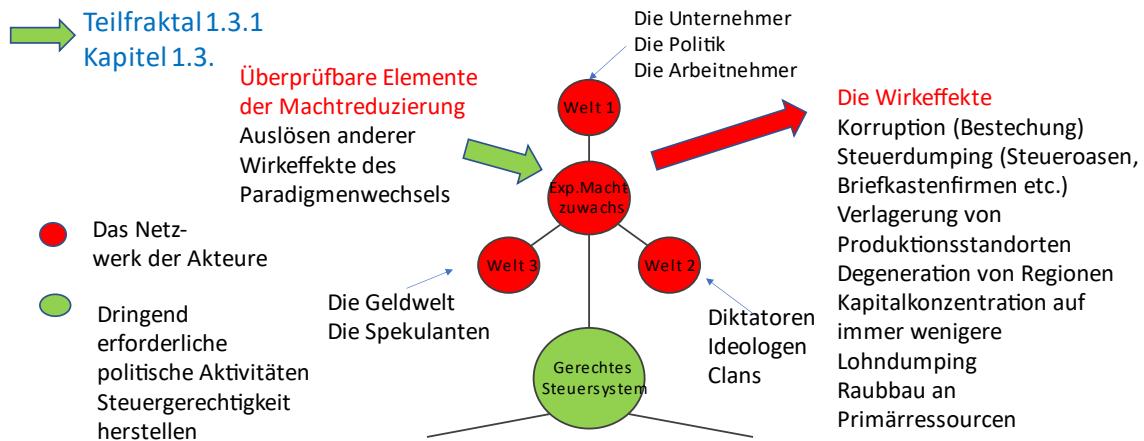 Teilfraktal 1.3.1
Kapitel 1.3.
Die Unternehmer
Die Politik
Die Arbeitnehmer
Überprüfbare Elemente
der Machtreduzierung
Auslösen anderer
Wirkeffekte des
Paradigmenwechsels
Welt 1
Exp.Macht
zuwachs
Welt 3
Welt 2
Die Wirkeffekte
Korruption (Bestechung)
Steuerdumping (Steueroasen,
Briefkastenfirmen etc.)
Verlagerung von
Produktionsstandorten
Degeneration von Regionen
Kapitalkonzentration auf
immer wenigere
Lohndumping
Raubbau an
Primärressourcen
Das Netz-
werk der Akteure
Die Geldwelt
Die Spekulanten
Diktatoren
Ideologen
Clans
Dringend
erforderliche
politische Aktivitäten
Steuergerechtigkeit
herstellen
Gerechtes
Steuersystem